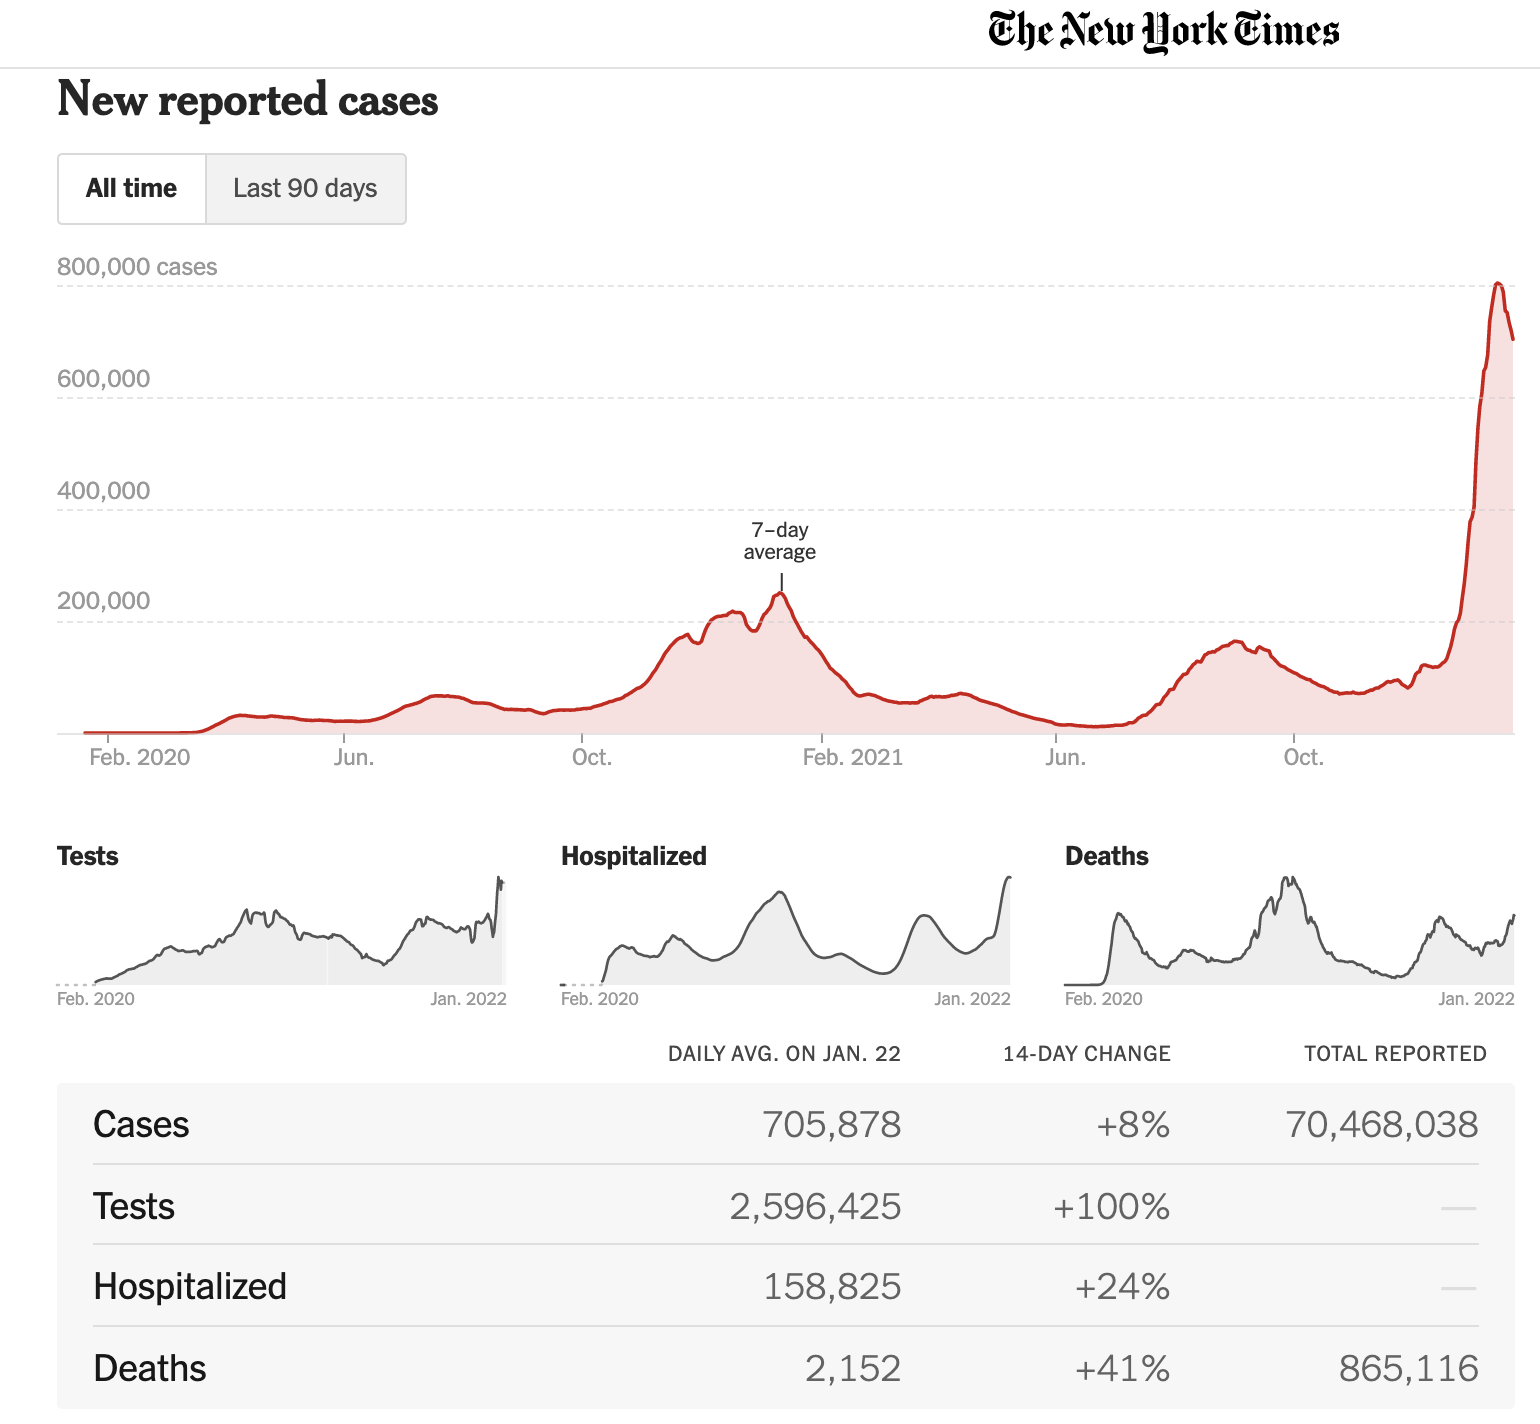 The New York Times
New reported cases
All time Last 90 days
800,000 cases
600,000
400,000
7–day
average
200,000
Feb. 2020 Jun. Oct. Feb. 2021 Jun. Oct.
Tests Hospitalized Deaths
Feb. 2020 Jan. 2022 Feb. 2020 Jan. 2022 Feb. 2020 Jan. 2022
DAILY AVG. ON JAN. 22 14-DAY CHANGE TOTAL REPORTED
Cases 705,878 +8% 70,468,038
Tests 2,596,425 +100% —
Hospitalized 158,825 +24% —
Deaths 2,152 +41% 865,116